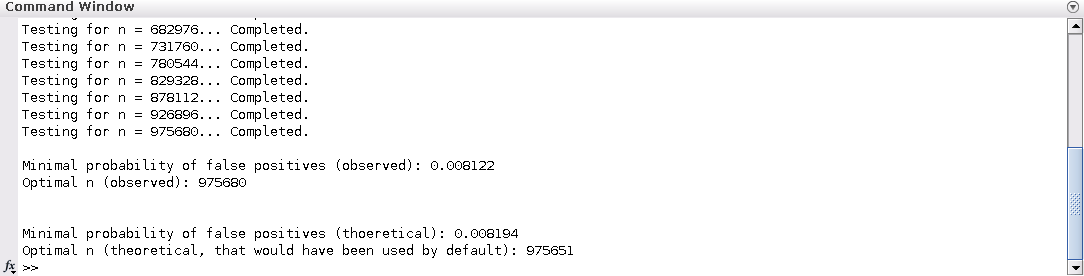 Command Window
Testing for n = 682976... Completed.
Testing for n = 731760... Completed.
Testing for n = 780544... Completed.
Testing for n = 829328... Completed.
Testing for n = 878112... Completed.
Testing for n = 926896... Completed.
Testing for n = 975680... Completed.
Minimal probability of false positives (observed): 0.008122
Optimal n (observed): 975680
Minimal probability of false positives (thoeretical): 0.008194
Optimal n (theoretical, that would have been used by default): 975651
fx >>